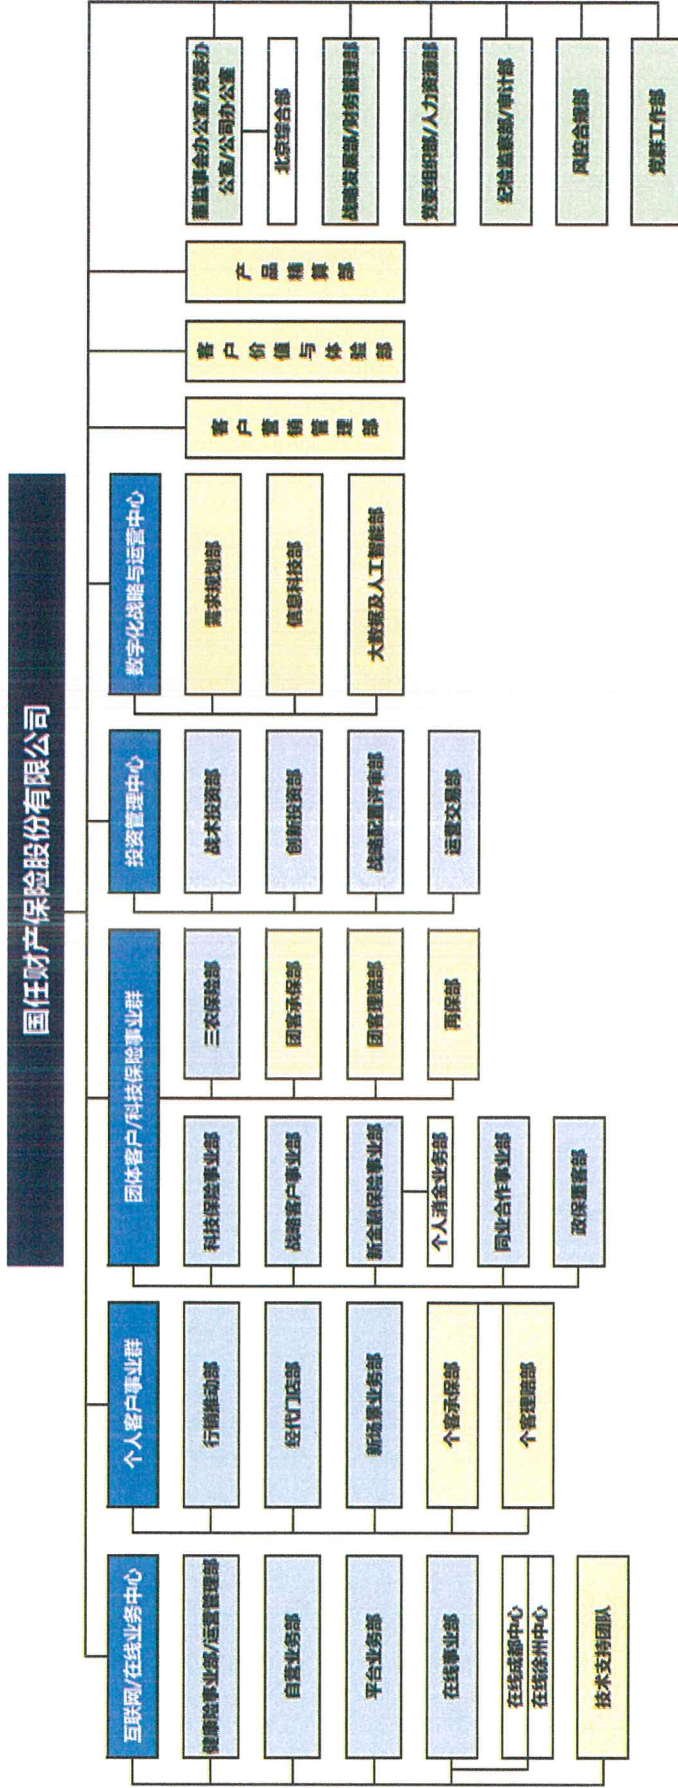 国任财产保险股份有限公司
互联网/在线业务中心
健康险事业部/运营管理部
自营业务部
平台业务部
在线事业部
在线成都中心
在线徐州中心
技术支持团队
个人客户事业群
行销推动部
经代门店部
新场景业务部
个客承保部
个客理赔部
团体客户/科技保险事业群
科技保险事业部
战略客户事业部
新金融保险事业部
个人消金业务部
同业合作事业部
政保重客部
三农保险部
团客承保部
团客理赔部
再保部
投资管理中心
战术投资部
创新投资部
战略配置评审部
运营交易部
数字化战略与运营中心
需求规划部
信息科技部
大数据及人工智能部
客户营销管理部
客户价值与体验部
产品精算部
董监事会办公室/党委办
公室/公司办公室
北京综合部
战略发展部/财务管理部
党委组织部/人力资源部
纪检监察部/审计部
风控合规部
党群工作部